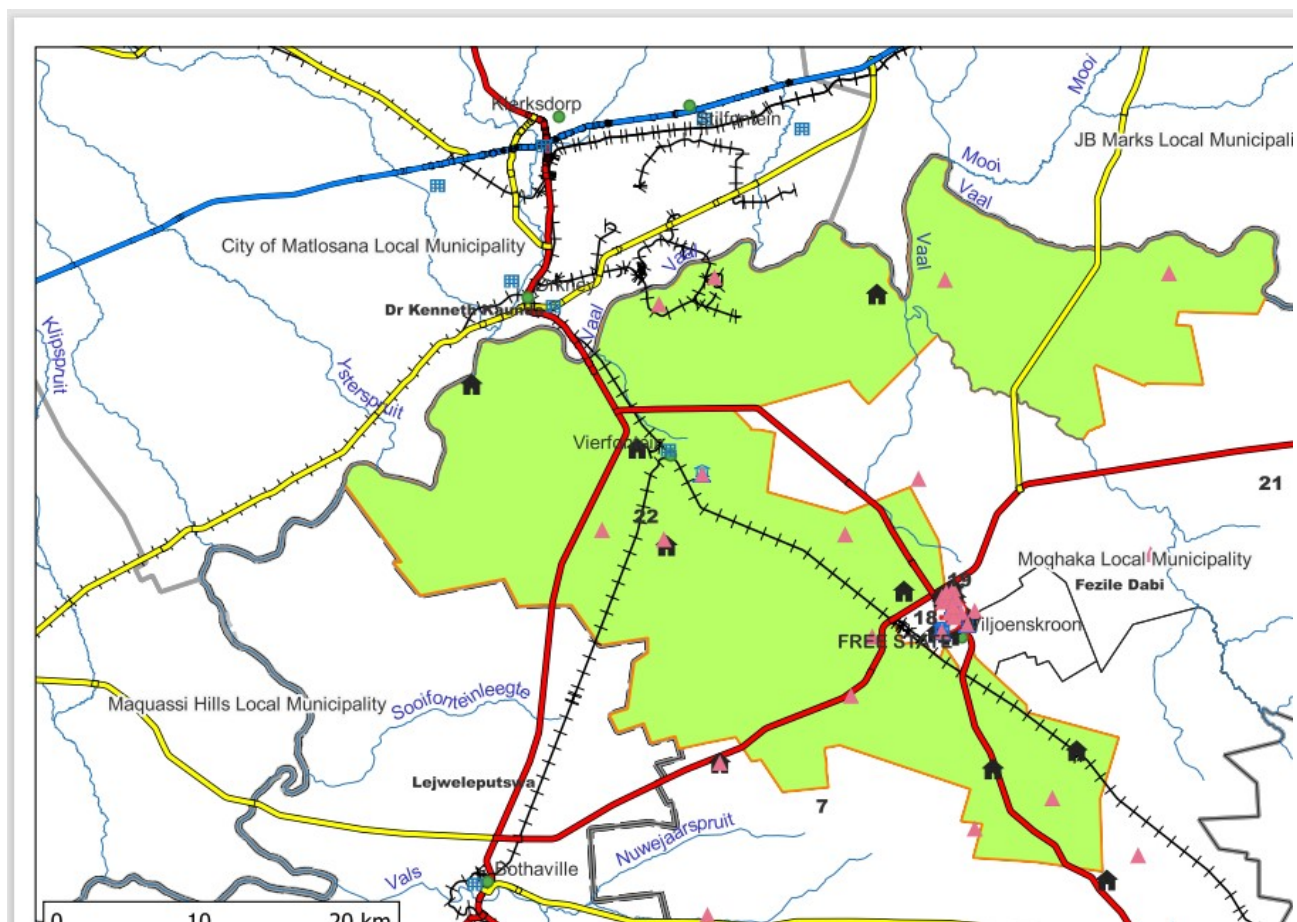 Klerksdorp
Stilfontein
Mooi
JB Marks Local Municipali
Mooi
Vaal
City of Matlosana Local Municipality
Vaal
Vaal
Orkney
Dr Kenneth Kaunda
Vaal
Klipspruit
Ysterspruit
Vierfontein
21
22
Moqhaka Local Municipality
19
Fezile Dabi
18
Viljoenskroon
FREE STATE
Maquassi Hills Local Municipality
Sooifonteinleegte
Lejweleputswa
7
Nuwejaarspruit
Bothaville
Vals
0 10 20 km